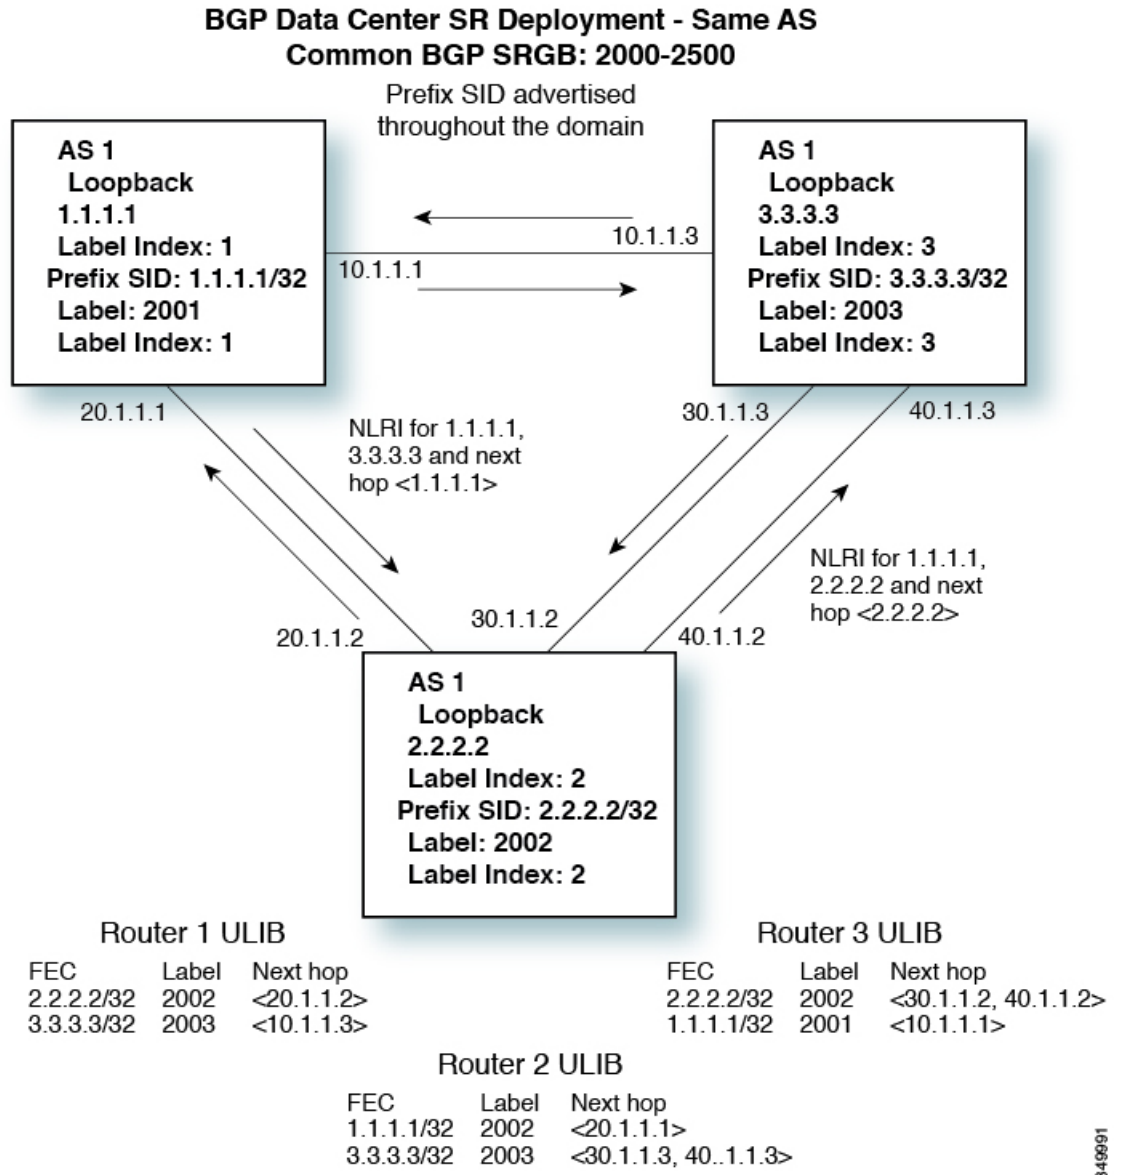 BGP Data Center SR Deployment - Same AS
Common BGP SRGB: 2000-2500
Prefix SID advertised
throughout the domain
AS 1
Loopback
1.1.1.1
Label Index: 1
Prefix SID: 1.1.1.1/32
Label: 2001
Label Index: 1
AS 1
Loopback
3.3.3.3
Label Index: 3
Prefix SID: 3.3.3.3/32
Label: 2003
Label Index: 3
10.1.1.3
10.1.1.1
20.1.1.1
30.1.1.3
40.1.1.3
NLRI for 1.1.1.1,
3.3.3.3 and next
hop <1.1.1.1>
NLRI for 1.1.1.1,
2.2.2.2 and next
hop <2.2.2.2>
20.1.1.2
30.1.1.2
40.1.1.2
AS 1
Loopback
2.2.2.2
Label Index: 2
Prefix SID: 2.2.2.2/32
Label: 2002
Label Index: 2
Router 1 ULIB
FEC Label Next hop
2.2.2.2/32 2002 <20.1.1.2>
3.3.3.3/32 2003 <10.1.1.3>
Router 3 ULIB
FEC Label Next hop
2.2.2.2/32 2002 <30.1.1.2, 40.1.1.2>
1.1.1.1/32 2001 <10.1.1.1>
Router 2 ULIB
FEC Label Next hop
1.1.1.1/32 2002 <20.1.1.1>
3.3.3.3/32 2003 <30.1.1.3, 40..1.1.3>
349991